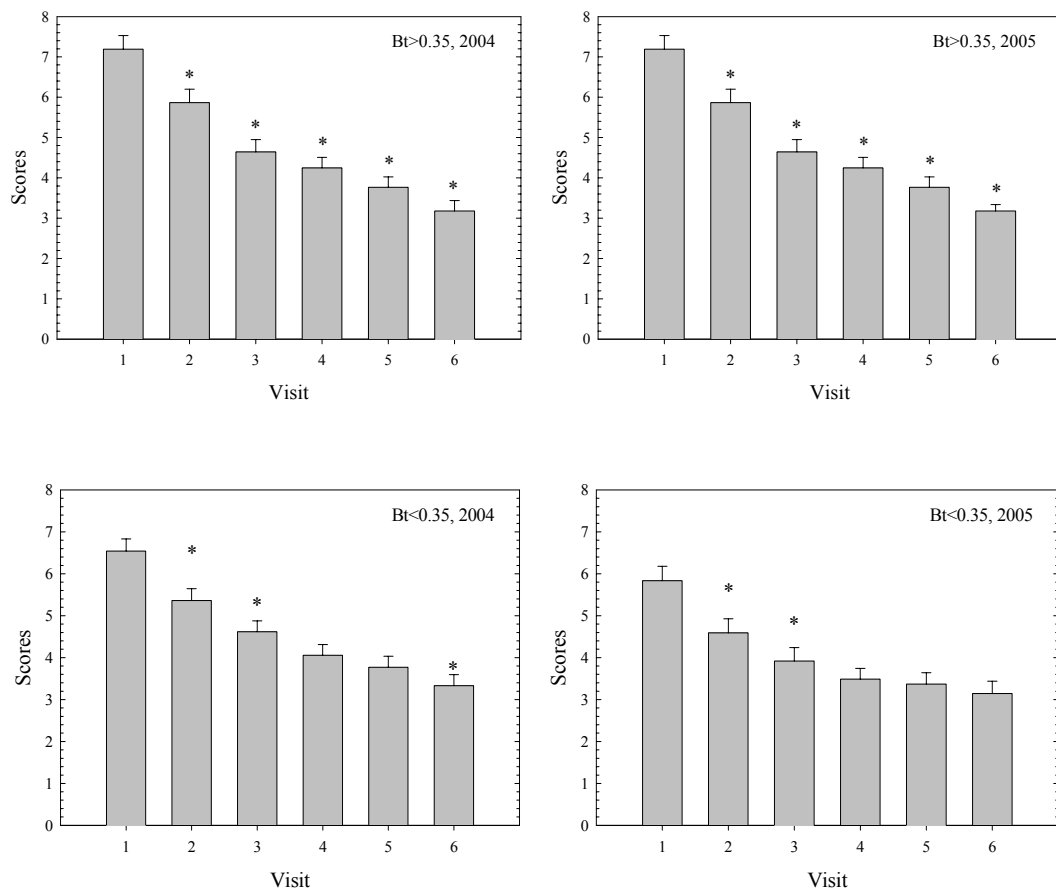 Bt>0.35, 2004
8
7
6
5
4
3
2
1
0
Scores
* * * * *
1 2 3 4 5 6
Visit
Bt>0.35, 2005
8
7
6
5
4
3
2
1
0
Scores
* * * * *
1 2 3 4 5 6
Visit
Bt<0.35, 2004
8
7
6
5
4
3
2
1
0
Scores
* * *
1 2 3 4 5 6
Visit
Bt<0.35, 2005
8
7
6
5
4
3
2
1
0
Scores
* *
1 2 3 4 5 6
Visit